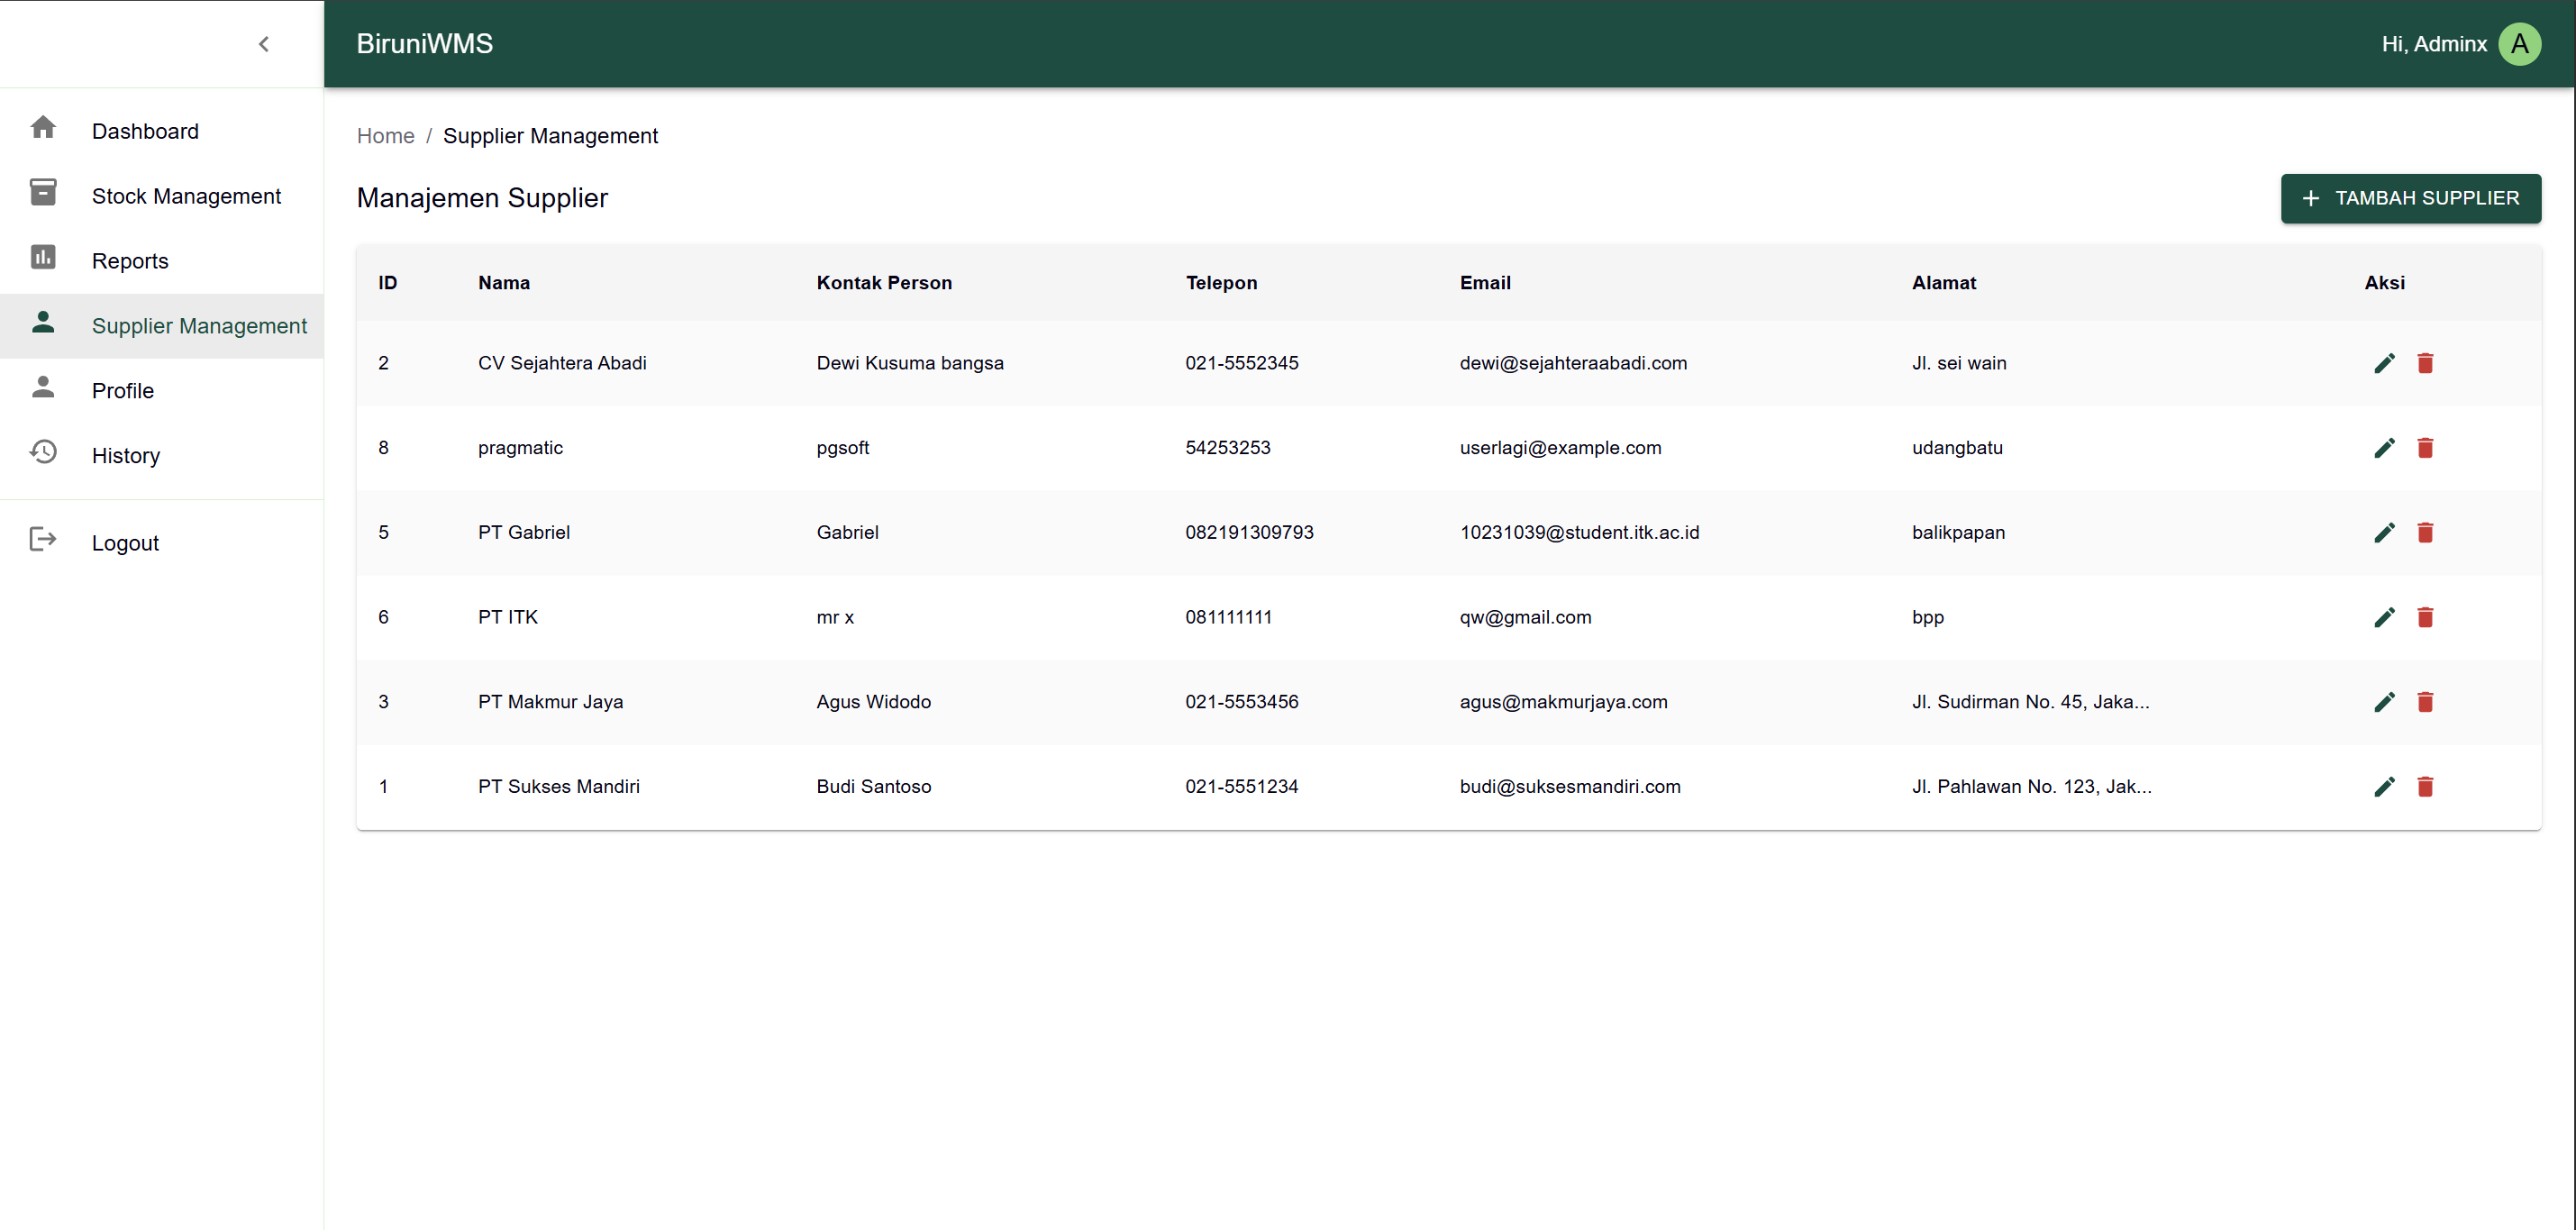 BiruniWMS
Hi, Adminx A
Dashboard
Stock Management
Reports
Supplier Management
Profile
History
Logout
Home / Supplier Management
Manajemen Supplier
+ TAMBAH SUPPLIER
ID Nama Kontak Person Telepon Email Alamat Aksi
2 CV Sejahtera Abadi Dewi Kusuma bangsa 021-5552345 dewi@sejahteraabadi.com Jl. sei wain
8 pragmatic pgsoft 54253253 userlagi@example.com udangbatu
5 PT Gabriel Gabriel 082191309793 10231039@student.itk.ac.id balikpapan
6 PT ITK mr x 081111111 qw@gmail.com bpp
3 PT Makmur Jaya Agus Widodo 021-5553456 agus@makmurjaya.com Jl. Sudirman No. 45, Jaka...
1 PT Sukses Mandiri Budi Santoso 021-5551234 budi@suksesmandiri.com Jl. Pahlawan No. 123, Jak...